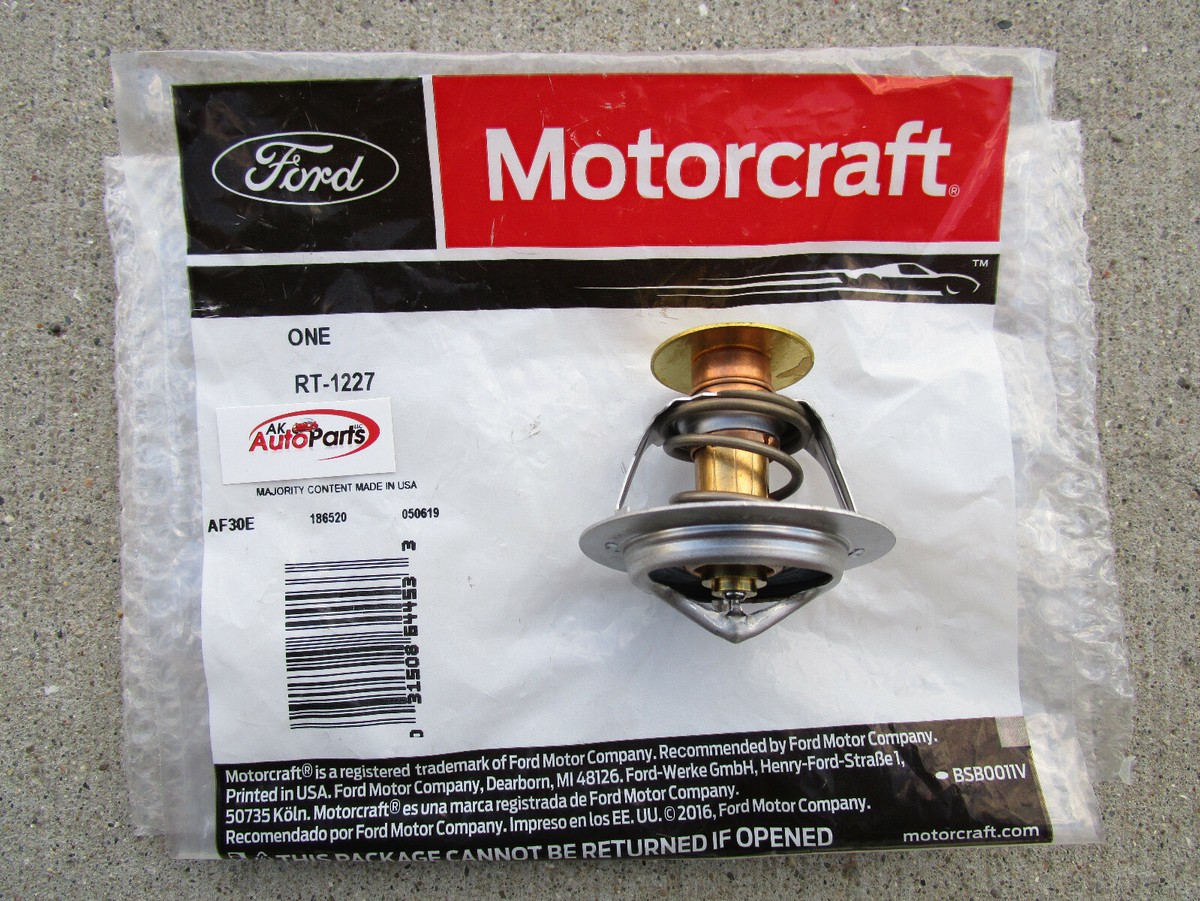 Ford
Motorcraft®
™
ONE
RT-1227
AK
AutoParts LLC
MAJORITY CONTENT MADE IN USA
AF30E 186520 050619
0 31508 64453 3
Motorcraft® is a registered trademark of Ford Motor Company. Recommended by Ford Motor Company.
Printed in USA. Ford Motor Company, Dearborn, MI 48126. Ford-Werke GmbH, Henry-Ford-Straße 1,
50735 Köln. Motorcraft® es una marca registrada de Ford Motor Company.
Recomendado por Ford Motor Company. Impreso en los EE. UU. © 2016, Ford Motor Company.
BSB0011V
motorcraft.com
THIS PACKAGE CANNOT BE RETURNED IF OPENED